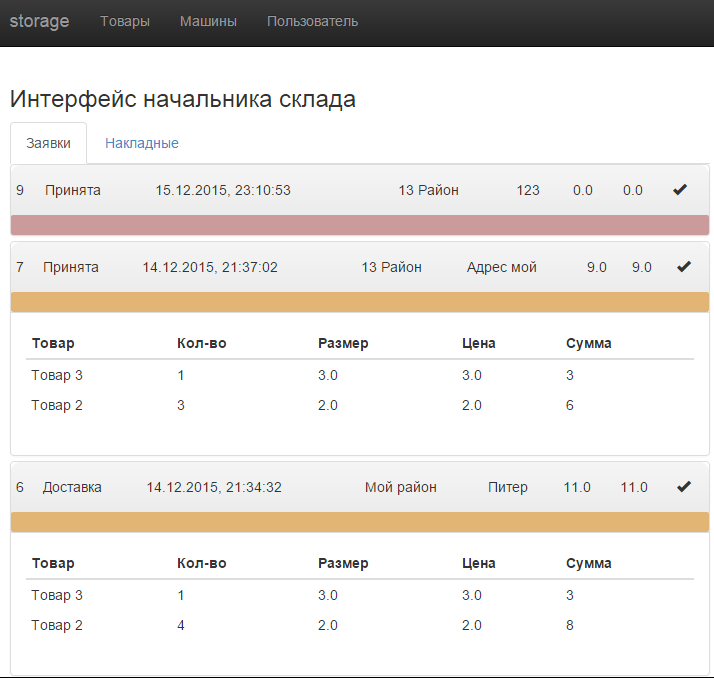 storage Товары Машины Пользователь
Интерфейс начальника склада
Заявки Накладные
9 Принята 15.12.2015, 23:10:53 13 Район 123 0.0 0.0
7 Принята 14.12.2015, 21:37:02 13 Район Адрес мой 9.0 9.0
Товар Кол-во Размер Цена Сумма
Товар 3 1 3.0 3.0 3
Товар 2 3 2.0 2.0 6
6 Доставка 14.12.2015, 21:34:32 Мой район Питер 11.0 11.0
Товар Кол-во Размер Цена Сумма
Товар 3 1 3.0 3.0 3
Товар 2 4 2.0 2.0 8